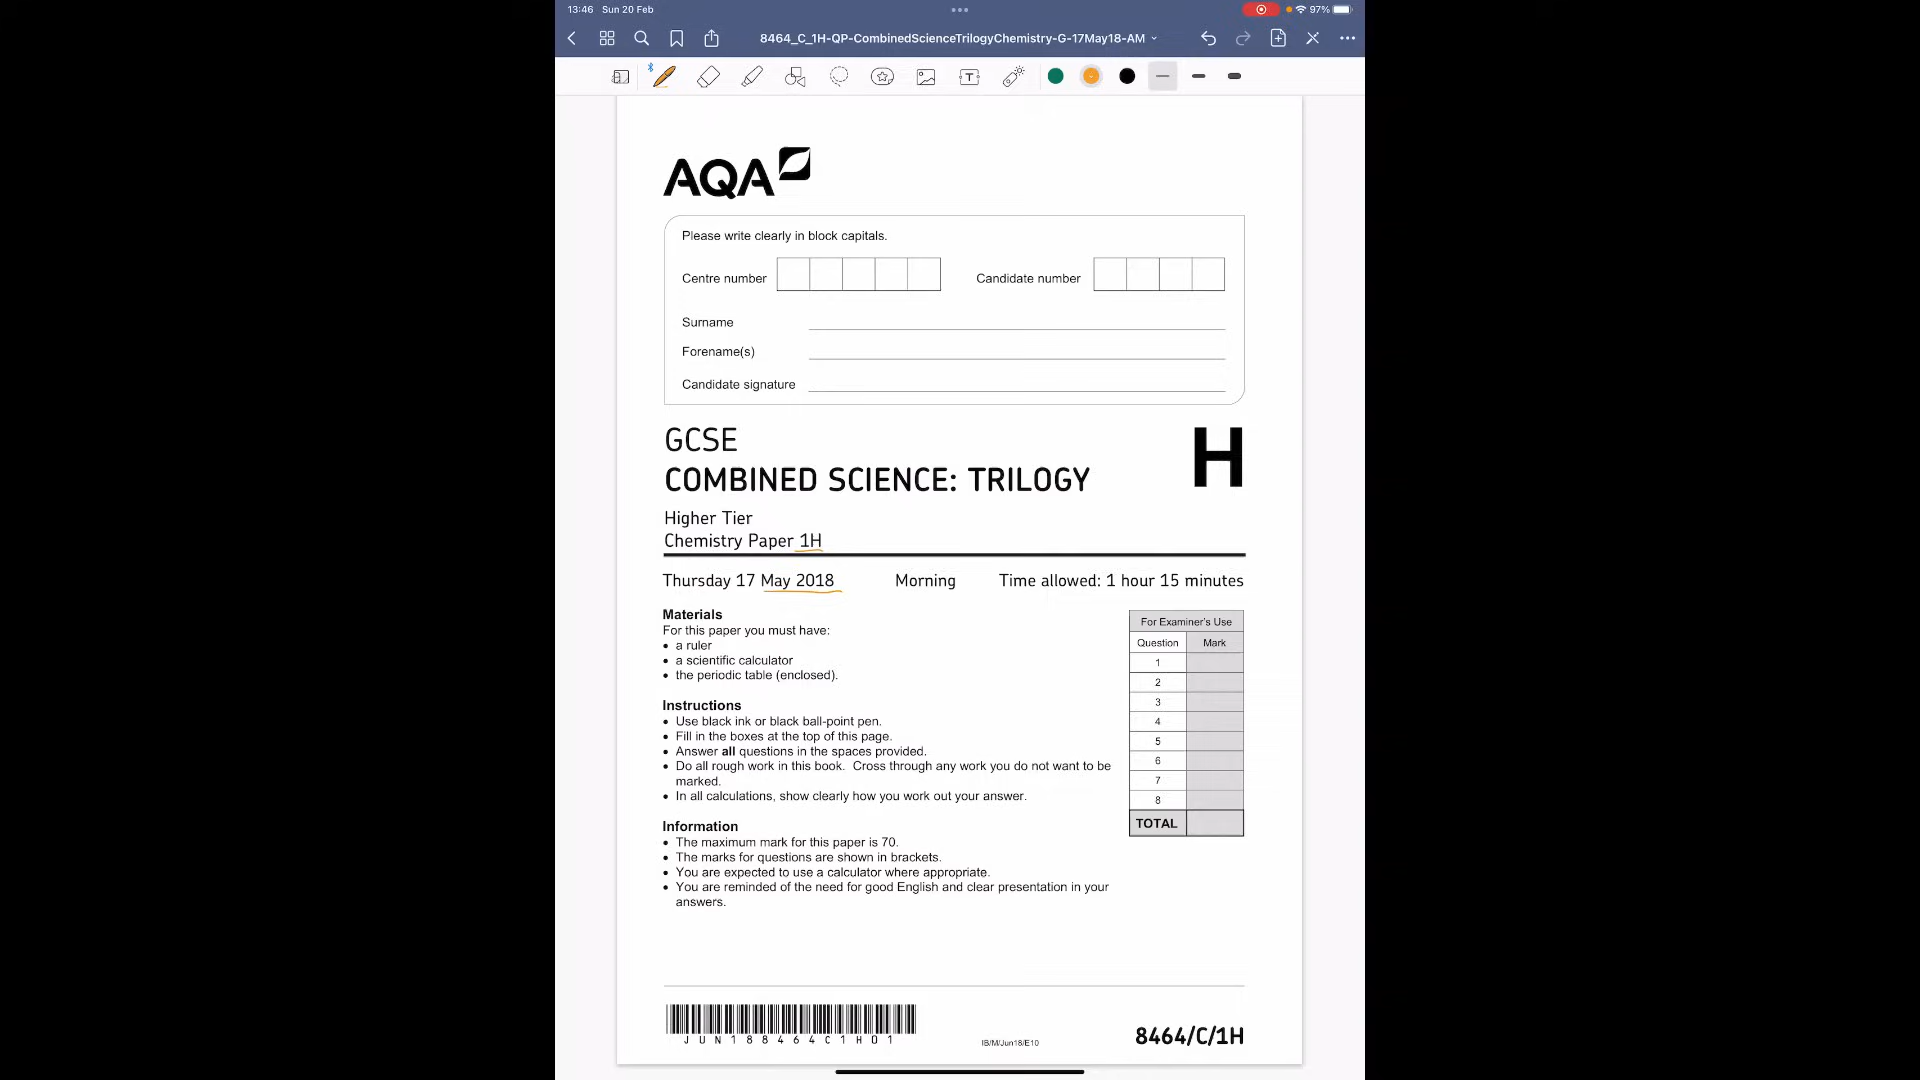 13:46 Sun 20 Feb
97%
8464_C_1H-QP-CombinedScienceTrilogyChemistry-G-17May18-AM
T
AQA
Please write clearly in block capitals.
Centre number
Candidate number
Surname
Forename(s)
Candidate signature
GCSE
H
COMBINED SCIENCE: TRILOGY
Higher Tier
Chemistry Paper 1H
Thursday 17 May 2018 Morning Time allowed: 1 hour 15 minutes
Materials
For this paper you must have:
• a ruler
• a scientific calculator
• the periodic table (enclosed).
Instructions
• Use black ink or black ball-point pen.
• Fill in the boxes at the top of this page.
• Answer all questions in the spaces provided.
• Do all rough work in this book. Cross through any work you do not want to be
marked.
• In all calculations, show clearly how you work out your answer.
Information
• The maximum mark for this paper is 70.
• The marks for questions are shown in brackets.
• You are expected to use a calculator where appropriate.
• You are reminded of the need for good English and clear presentation in your
answers.
For Examiner's Use
Question Mark
1
2
3
4
5
6
7
8
TOTAL
JUN188464C1H01
IB/M/Jun18/E10
8464/C/1H